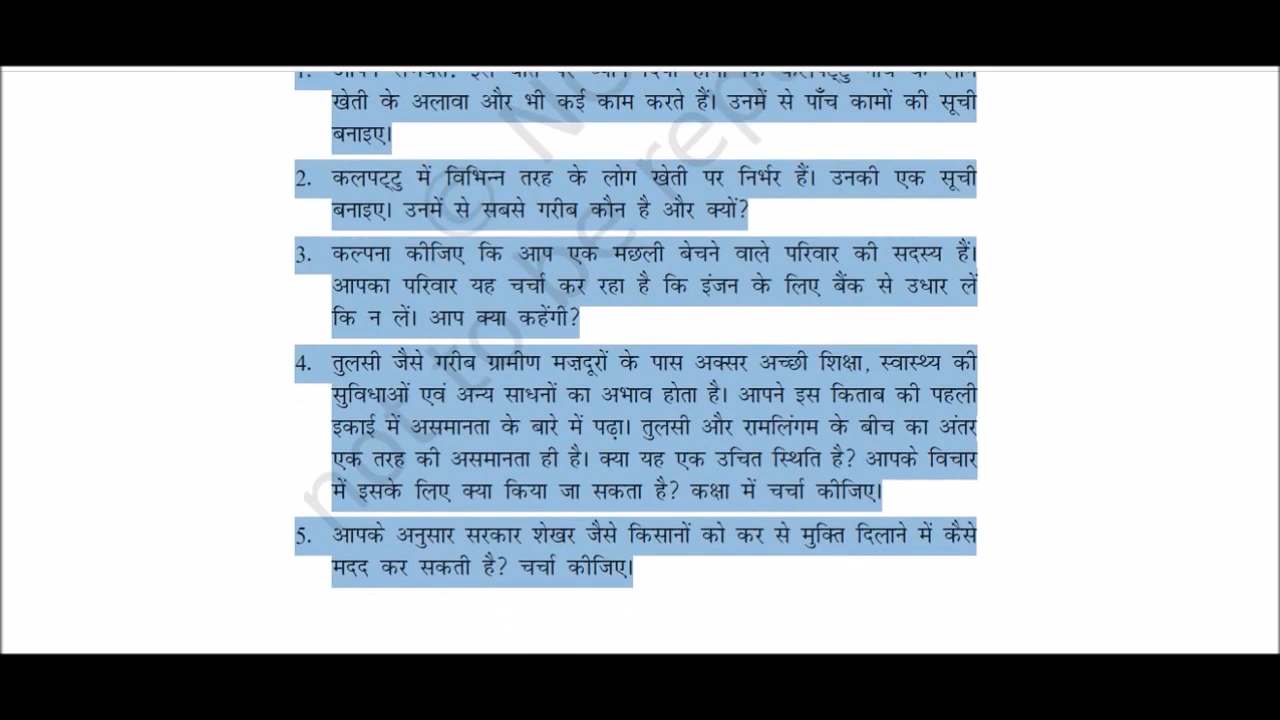 खेती के अलावा और भी कई काम करते हैं। उनमें से पाँच कामों की सूची
बनाइए।
2. कलपट्टु में विभिन्न तरह के लोग खेती पर निर्भर हैं। उनकी एक सूची
बनाइए। उनमें से सबसे गरीब कौन है और क्यों?
3. कल्पना कीजिए कि आप एक मछली बेचने वाले परिवार की सदस्य हैं।
आपका परिवार यह चर्चा कर रहा है कि इंजन के लिए बैंक से उधार लें
कि न लें। आप क्या कहेंगी?
4. तुलसी जैसे गरीब ग्रामीण मज़दूरों के पास अक्सर अच्छी शिक्षा, स्वास्थ्य की
सुविधाओं एवं अन्य साधनों का अभाव होता है। आपने इस किताब की पहली
इकाई में असमानता के बारे में पढ़ा। तुलसी और रामलिंगम के बीच का अंतर
एक तरह की असमानता ही है। क्या यह एक उचित स्थिति है? आपके विचार
में इसके लिए क्या किया जा सकता है? कक्षा में चर्चा कीजिए।
5. आपके अनुसार सरकार शेखर जैसे किसानों को कर से मुक्ति दिलाने में कैसे
मदद कर सकती है? चर्चा कीजिए।
not to be